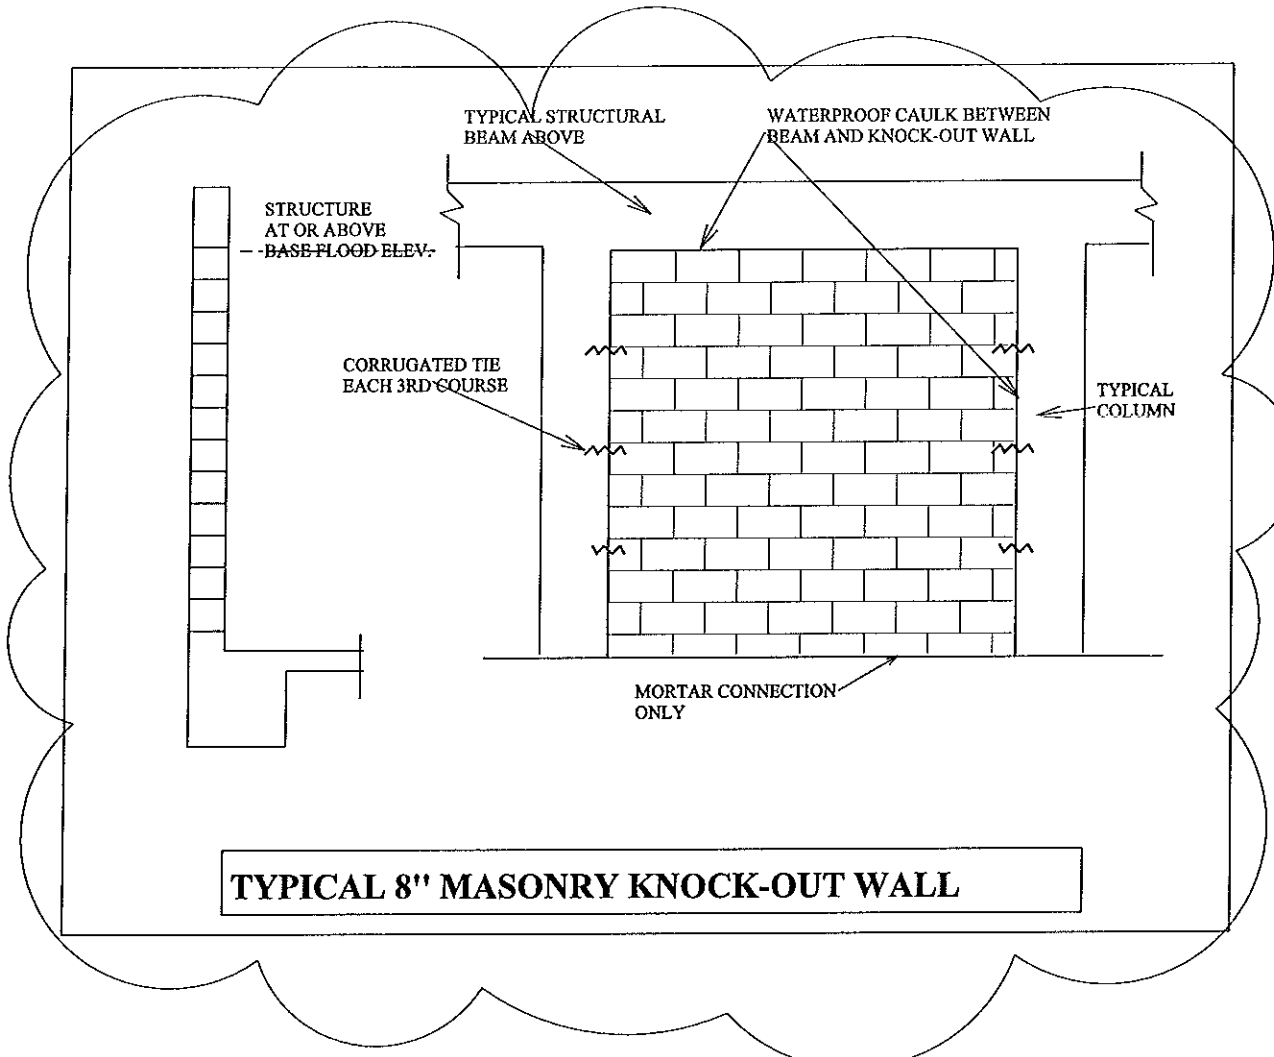 TYPICAL STRUCTURAL
BEAM ABOVE
WATERPROOF CAULK BETWEEN
BEAM AND KNOCK-OUT WALL
STRUCTURE
AT OR ABOVE
BASE FLOOD ELEV.
CORRUGATED TIE
EACH 3RD COURSE
TYPICAL
COLUMN
MORTAR CONNECTION
ONLY
TYPICAL 8" MASONRY KNOCK-OUT WALL